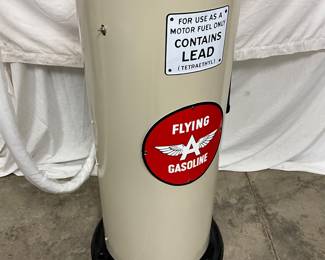 FOR USE AS A
MOTOR FUEL ONLY
CONTAINS
LEAD
(TETRAETHYL)
FLYING
A
GASOLINE